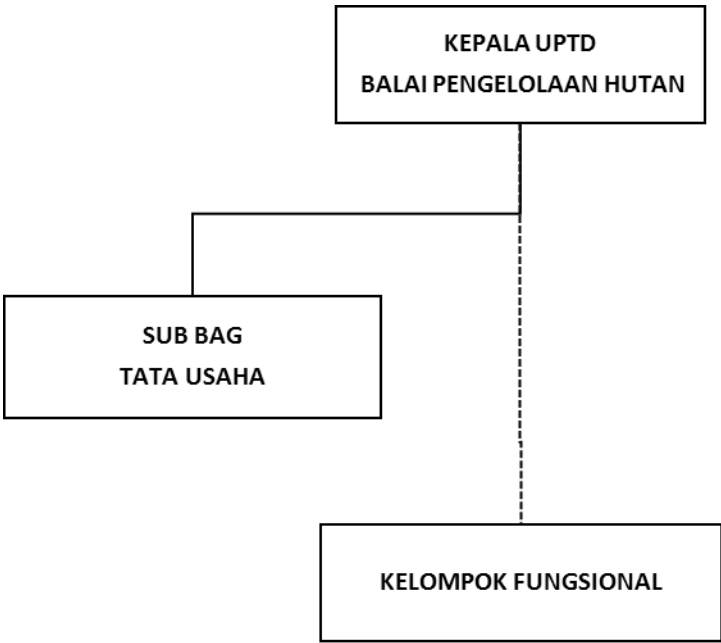 KEPALA UPTD
BALAI PENGELOLAAN HUTAN
SUB BAG
TATA USAHA
KELOMPOK FUNGSIONAL